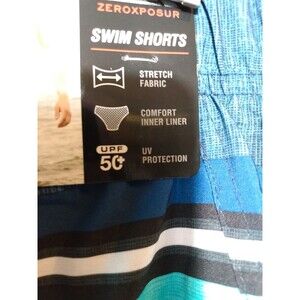 ZEROXPOSUR
SWIM SHORTS
STRETCH
FABRIC
COMFORT
INNER LINER
UPF
50+
UV
PROTECTION